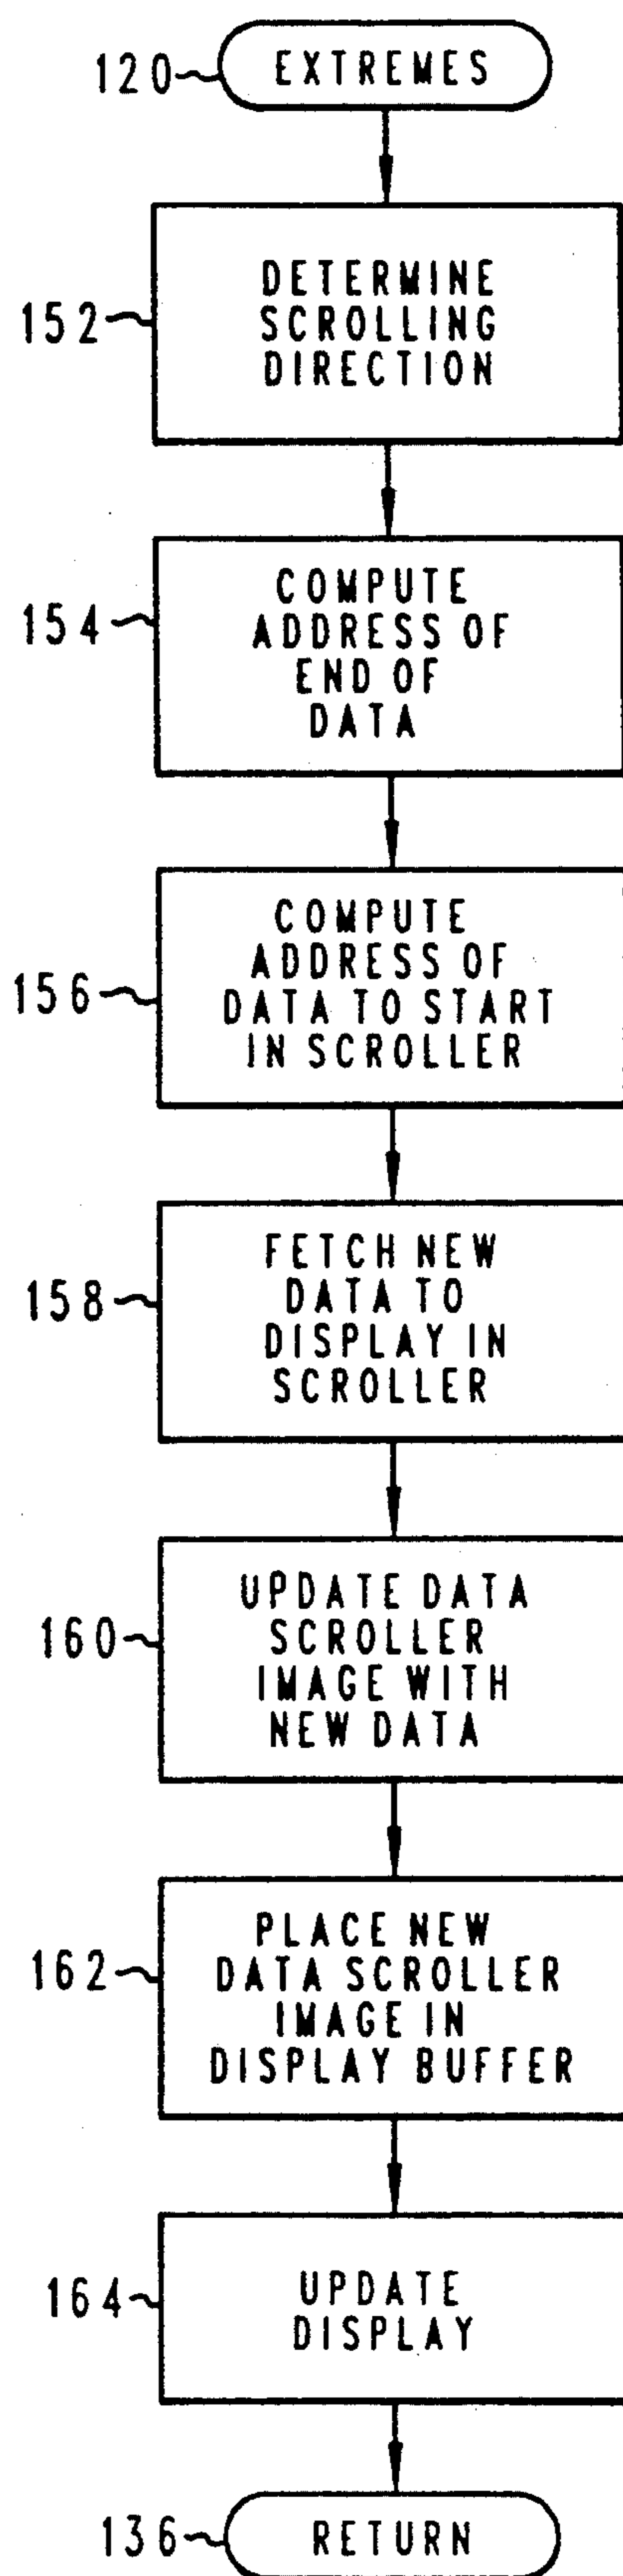 120 EXTREMES
152
DETERMINE
SCROLLING
DIRECTION
154
COMPUTE
ADDRESS OF
END OF
DATA
156
COMPUTE
ADDRESS OF
DATA TO START
IN SCROLLER
158
FETCH NEW
DATA TO
DISPLAY IN
SCROLLER
160
UPDATE DATA
SCROLLER
IMAGE WITH
NEW DATA
162
PLACE NEW
DATA SCROLLER
IMAGE IN
DISPLAY BUFFER
164
UPDATE
DISPLAY
136 RETURN